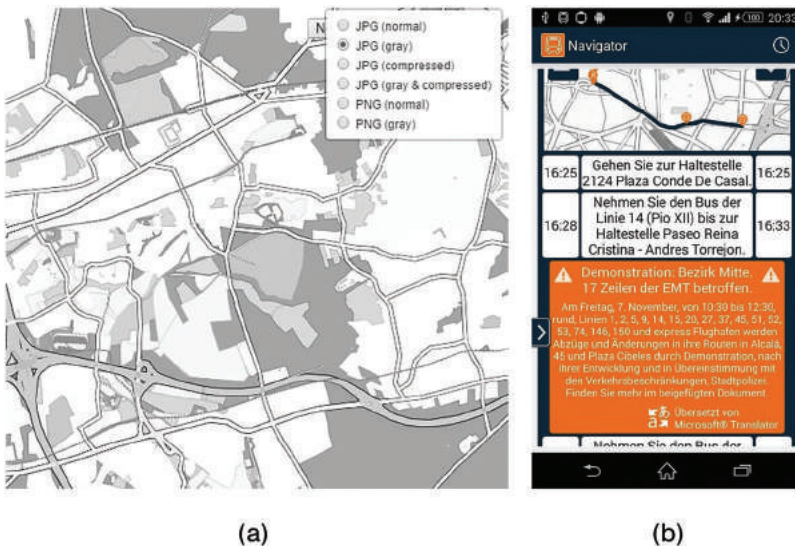 N
JPG (normal)
JPG (gray)
JPG (compressed)
JPG (gray & compressed)
PNG (normal)
PNG (gray)
100
20:33
Navigator
16:25
Gehen Sie zur Haltestelle
2124 Plaza Conde De Casal.
16:25
16:28
Nehmen Sie den Bus der
Linie 14 (Pio XII) bis zur
Haltestelle Paseo Reina
Cristina - Andres Torrejon.
16:33
Demonstration: Bezirk Mitte.
17 Zeilen der EMT betroffen.
Am Freitag, 7. November, von 10:30 bis 12:30,
rund, Linien 1, 2, 5, 9, 14, 15, 20, 27, 37, 45, 51, 52,
53, 74, 146, 150 und express Flughafen werden
Abzüge und Änderungen in ihre Routen in Alcalá,
45 und Plaza Cibeles durch Demonstration, nach
ihrer Entwicklung und in Übereinstimmung mit
den Verkehrsbeschränkungen, Stadtpolizei.
Finden Sie mehr im beigefügten Dokument.
Übersetzt von
Microsoft® Translator
Nehmen Sie den Bus der
(a)
(b)